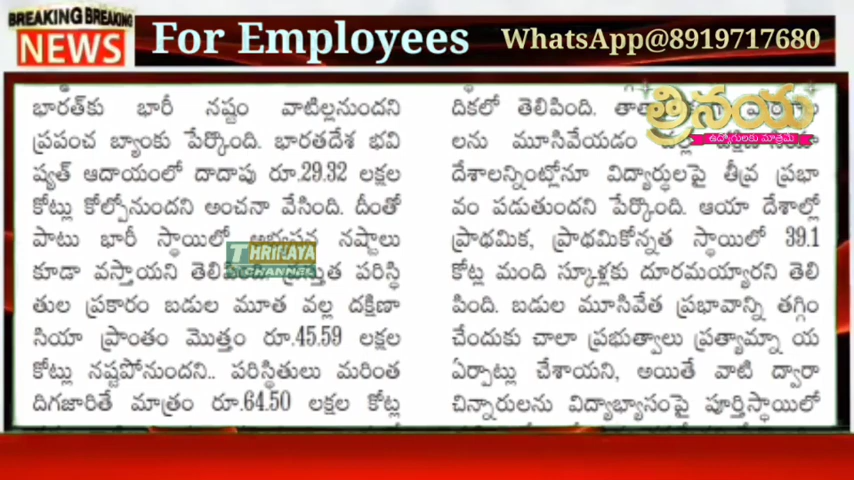 BREAKING BREAKING
NEWS
For Employees
WhatsApp@8919717680
భారత్‌కు భారీ నష్టం వాటిల్లనుందని
ప్రపంచ బ్యాంకు పేర్కొంది. భారతదేశ భవి
ష్యత్ ఆదాయంలో దాదాపు రూ.29.32 లక్షల
కోట్లు కోల్పోనుందని అంచనా వేసింది. దీంతో
పాటు భారీ స్థాయిలో అభ్యసన నష్టాలు
కూడా వస్తాయని తెలిపింది. ప్రస్తుత పరిస్థి
తుల ప్రకారం బడుల మూత వల్ల దక్షిణా
సియా ప్రాంతం మొత్తం రూ.45.59 లక్షల
కోట్లు నష్టపోనుందని.. పరిస్థితులు మరింత
దిగజారితే మాత్రం రూ.64.50 లక్షల కోట్ల
THRINAYA
CHANNEL
త్రినయ
ఉద్యోగులకు మాత్రమే
దికలో తెలిపింది.
లను మూసివేయడం
దేశాలన్నింట్లోనూ విద్యార్థులపై తీవ్ర ప్రభా
వం పడుతుందని పేర్కొంది. ఆయా దేశాల్లో
ప్రాథమిక, ప్రాథమికోన్నత స్థాయిలో 39.1
కోట్ల మంది స్కూళ్లకు దూరమయ్యారని తెలి
పింది. బడుల మూసివేత ప్రభావాన్ని తగ్గిం
చేందుకు చాలా ప్రభుత్వాలు ప్రత్యామ్నా య
ఏర్పాట్లు చేశాయని, అయితే వాటి ద్వారా
చిన్నారులను విద్యాభ్యాసంపై పూర్తిస్థాయిలో